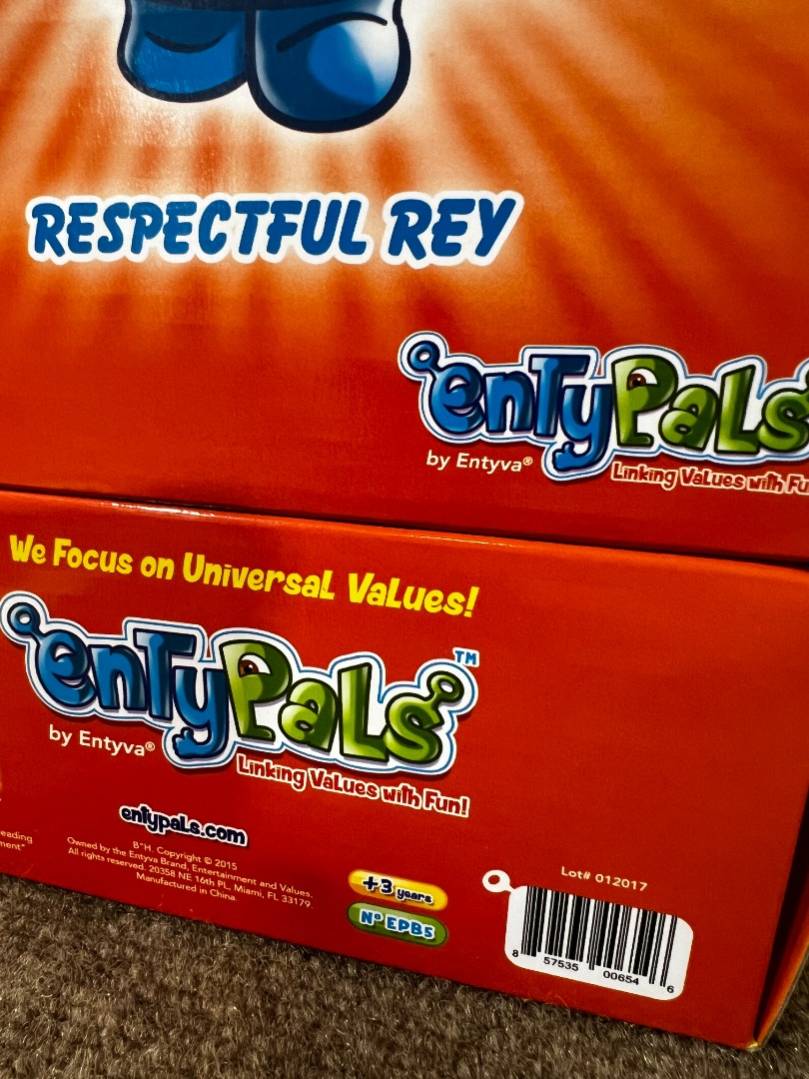 RESPECTFUL REY
enTyPaLs
by Entyva®
Linking Values with Fu
We Focus on Universal Values!
enTyPaLs™
by Entyva®
Linking Values with Fun!
entypals.com
eading
ment"
B"H. Copyright © 2015
Owned by the Entyva Brand, Entertainment and Values.
All rights reserved. 20358 NE 16th PL, Miami, FL 33179.
Manufactured in China.
+3 years
Nº EPB5
Lot# 012017
8 57535 00654 6